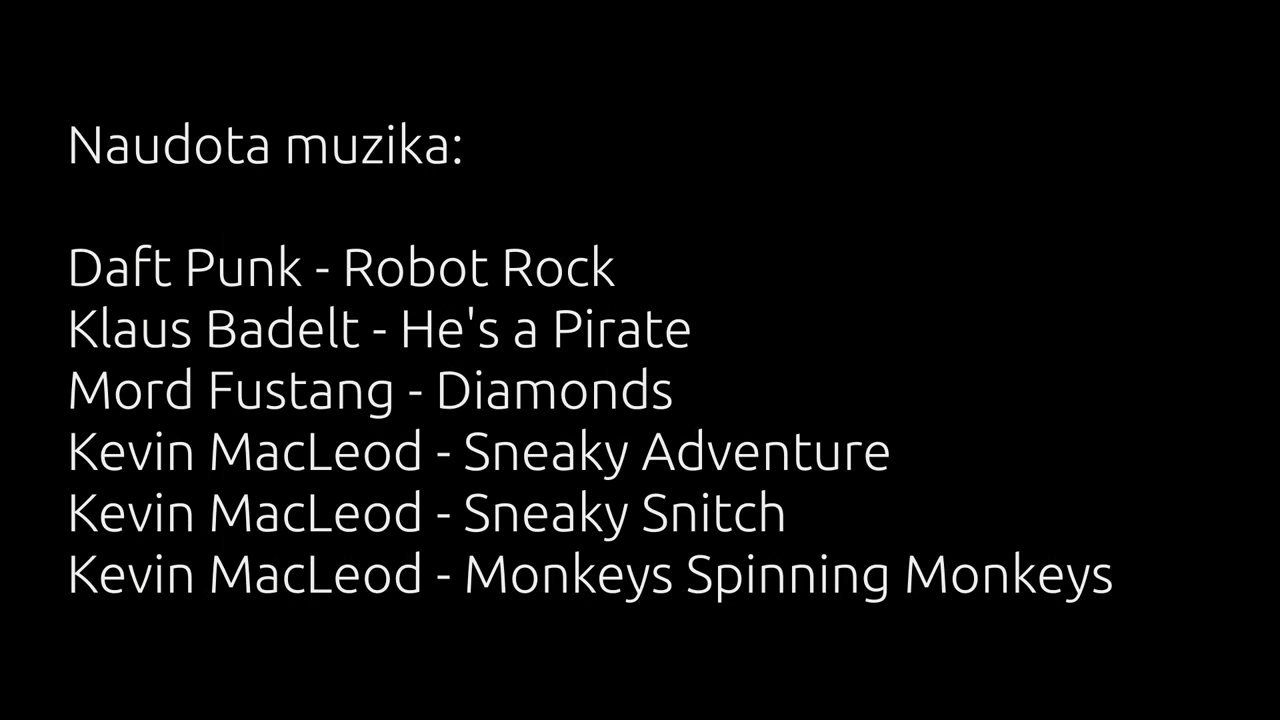 Naudota muzika:
Daft Punk - Robot Rock
Klaus Badelt - He's a Pirate
Mord Fustang - Diamonds
Kevin MacLeod - Sneaky Adventure
Kevin MacLeod - Sneaky Snitch
Kevin MacLeod - Monkeys Spinning Monkeys